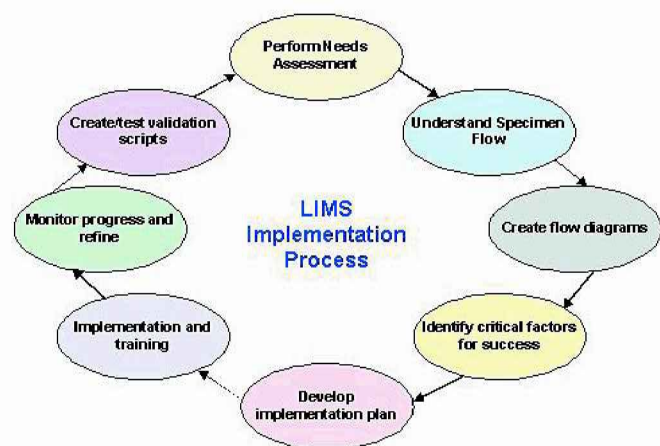 Perform Needs
Assessment
Understand Specimen
Flow
Create flow diagrams
Identify critical factors
for success
Develop
implementation plan
Implementation and
training
Monitor progress and
refine
Create/test validation
scripts
LIMS
Implementation
Process